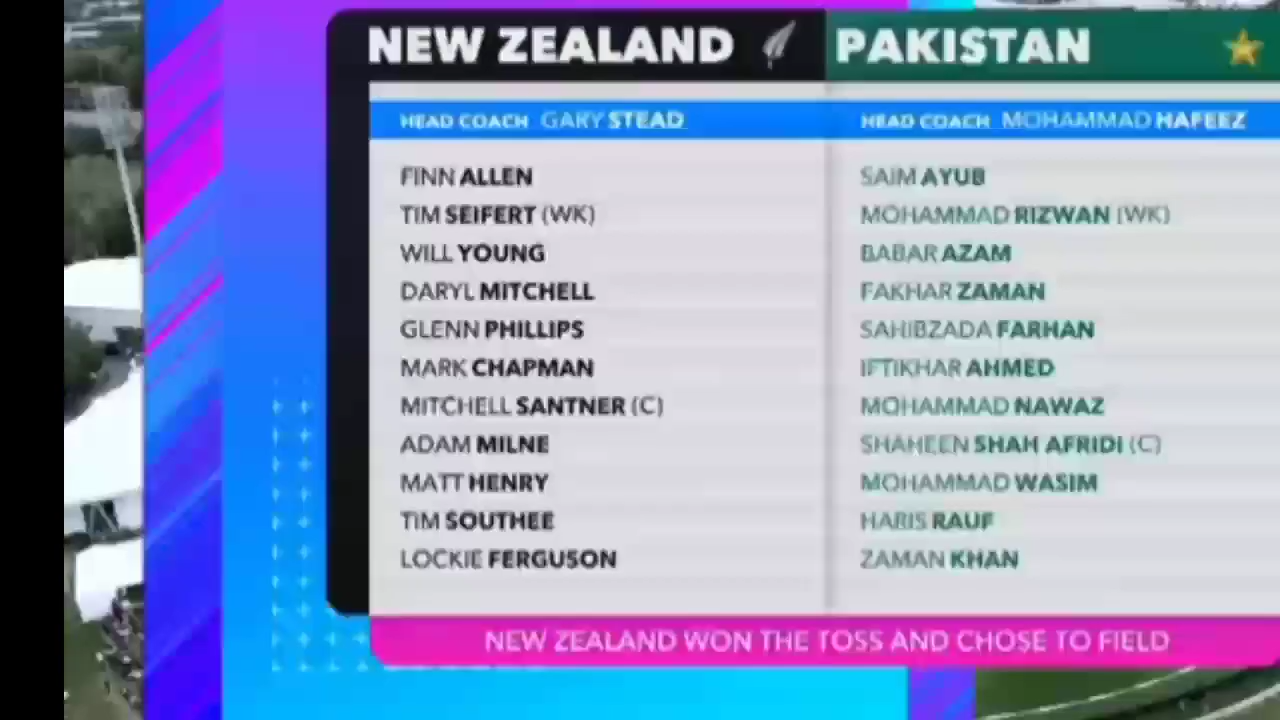 NEW ZEALAND PAKISTAN
HEAD COACH GARY STEAD HEAD COACH MOHAMMAD HAFEEZ
FINN ALLEN SAIM AYUB
TIM SEIFERT (WK) MOHAMMAD RIZWAN (WK)
WILL YOUNG BABAR AZAM
DARYL MITCHELL FAKHAR ZAMAN
GLENN PHILLIPS SAHIBZADA FARHAN
MARK CHAPMAN IFTIKHAR AHMED
MITCHELL SANTNER (C) MOHAMMAD NAWAZ
ADAM MILNE SHAHEEN SHAH AFRIDI (C)
MATT HENRY MOHAMMAD WASIM
TIM SOUTHEE HARIS RAUF
LOCKIE FERGUSON ZAMAN KHAN
NEW ZEALAND WON THE TOSS AND CHOSE TO FIELD